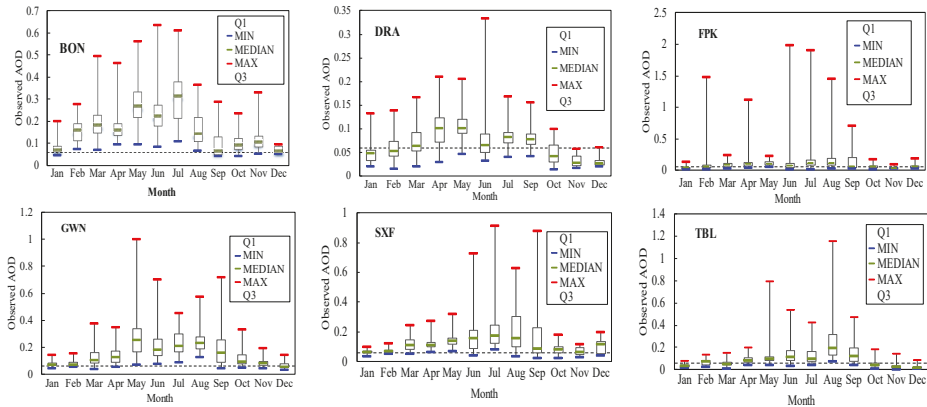 BON
Observed AOD
0.7
0.6
0.5
0.4
0.3
0.2
0.1
0
Jan Feb Mar Apr May Jun Jul Aug Sep Oct Nov Dec
Month
Q1
MIN
MEDIAN
MAX
Q3
DRA
Observed AOD
0.35
0.3
0.25
0.2
0.15
0.1
0.05
0
Jan Feb Mar Apr May Jun Jul Aug Sep Oct Nov Dec
Month
Q1
MIN
MEDIAN
MAX
Q3
FPK
Observed AOD
2.5
2
1.5
1
0.5
0
Jan Feb Mar Apr May Jun Jul Aug Sep Oct Nov Dec
Month
Q1
MIN
MEDIAN
MAX
Q3
GWN
Observed AOD
1.2
1
0.8
0.6
0.4
0.2
0
Jan Feb Mar Apr May Jun Jul Aug Sep Oct Nov Dec
Month
Q1
MIN
MEDIAN
MAX
Q3
SXF
Observed AOD
1
0.8
0.6
0.4
0.2
0
Jan Feb Mar Apr May Jun Jul Aug Sep Oct Nov Dec
Month
Q1
MIN
MEDIAN
MAX
Q3
TBL
Observed AOD
1.4
1.2
1
0.8
0.6
0.4
0.2
0
Jan Feb Mar Apr May Jun Jul Aug Sep Oct Nov Dec
Month
Q1
MIN
MEDIAN
MAX
Q3